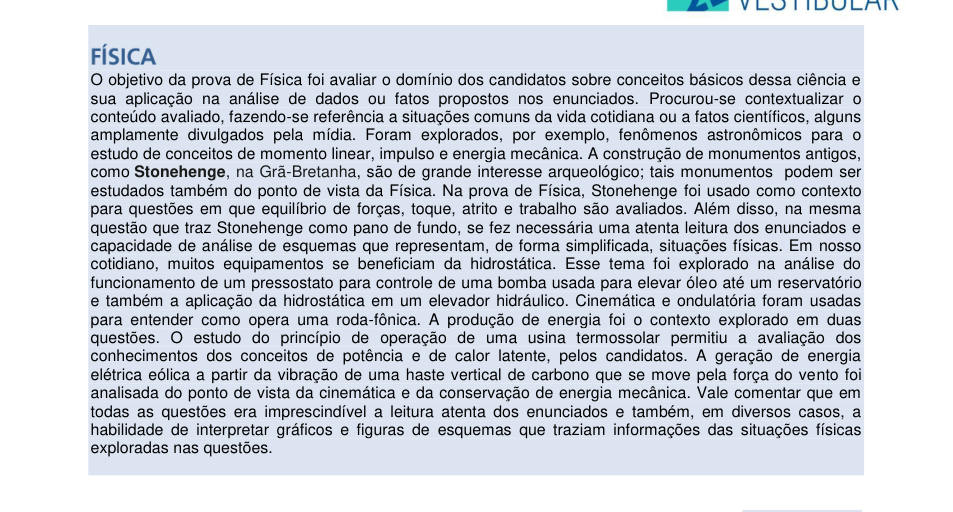 VESTIBULAR
FÍSICA
O objetivo da prova de Física foi avaliar o domínio dos candidatos sobre conceitos básicos dessa ciência e
sua aplicação na análise de dados ou fatos propostos nos enunciados. Procurou-se contextualizar o
conteúdo avaliado, fazendo-se referência a situações comuns da vida cotidiana ou a fatos científicos, alguns
amplamente divulgados pela mídia. Foram explorados, por exemplo, fenômenos astronômicos para o
estudo de conceitos de momento linear, impulso e energia mecânica. A construção de monumentos antigos,
como Stonehenge, na Grã-Bretanha, são de grande interesse arqueológico; tais monumentos podem ser
estudados também do ponto de vista da Física. Na prova de Física, Stonehenge foi usado como contexto
para questões em que equilíbrio de forças, toque, atrito e trabalho são avaliados. Além disso, na mesma
questão que traz Stonehenge como pano de fundo, se fez necessária uma atenta leitura dos enunciados e
capacidade de análise de esquemas que representam, de forma simplificada, situações físicas. Em nosso
cotidiano, muitos equipamentos se beneficiam da hidrostática. Esse tema foi explorado na análise do
funcionamento de um pressostato para controle de uma bomba usada para elevar óleo até um reservatório
e também a aplicação da hidrostática em um elevador hidráulico. Cinemática e ondulatória foram usadas
para entender como opera uma roda-fônica. A produção de energia foi o contexto explorado em duas
questões. O estudo do princípio de operação de uma usina termossolar permitiu a avaliação dos
conhecimentos dos conceitos de potência e de calor latente, pelos candidatos. A geração de energia
elétrica eólica a partir da vibração de uma haste vertical de carbono que se move pela força do vento foi
analisada do ponto de vista da cinemática e da conservação de energia mecânica. Vale comentar que em
todas as questões era imprescindível a leitura atenta dos enunciados e também, em diversos casos, a
habilidade de interpretar gráficos e figuras de esquemas que traziam informações das situações físicas
exploradas nas questões.